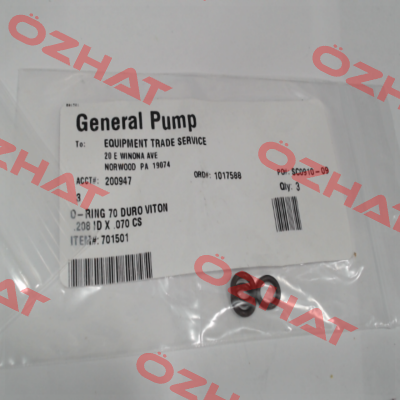 ÖZHAT
General Pump
To: EQUIPMENT TRADE SERVICE
20 E WINONA AVE
NORWOOD PA 19074
ACCT#: 200947 ORD#: 1017588 PO#: SC0910-09
3 Qty: 3
O-RING 70 DURO VITON
.208 ID X .070 CS
ITEM#: 701501
ÖZHAT
ÖZHAT
ÖZHAT
ÖZHAT